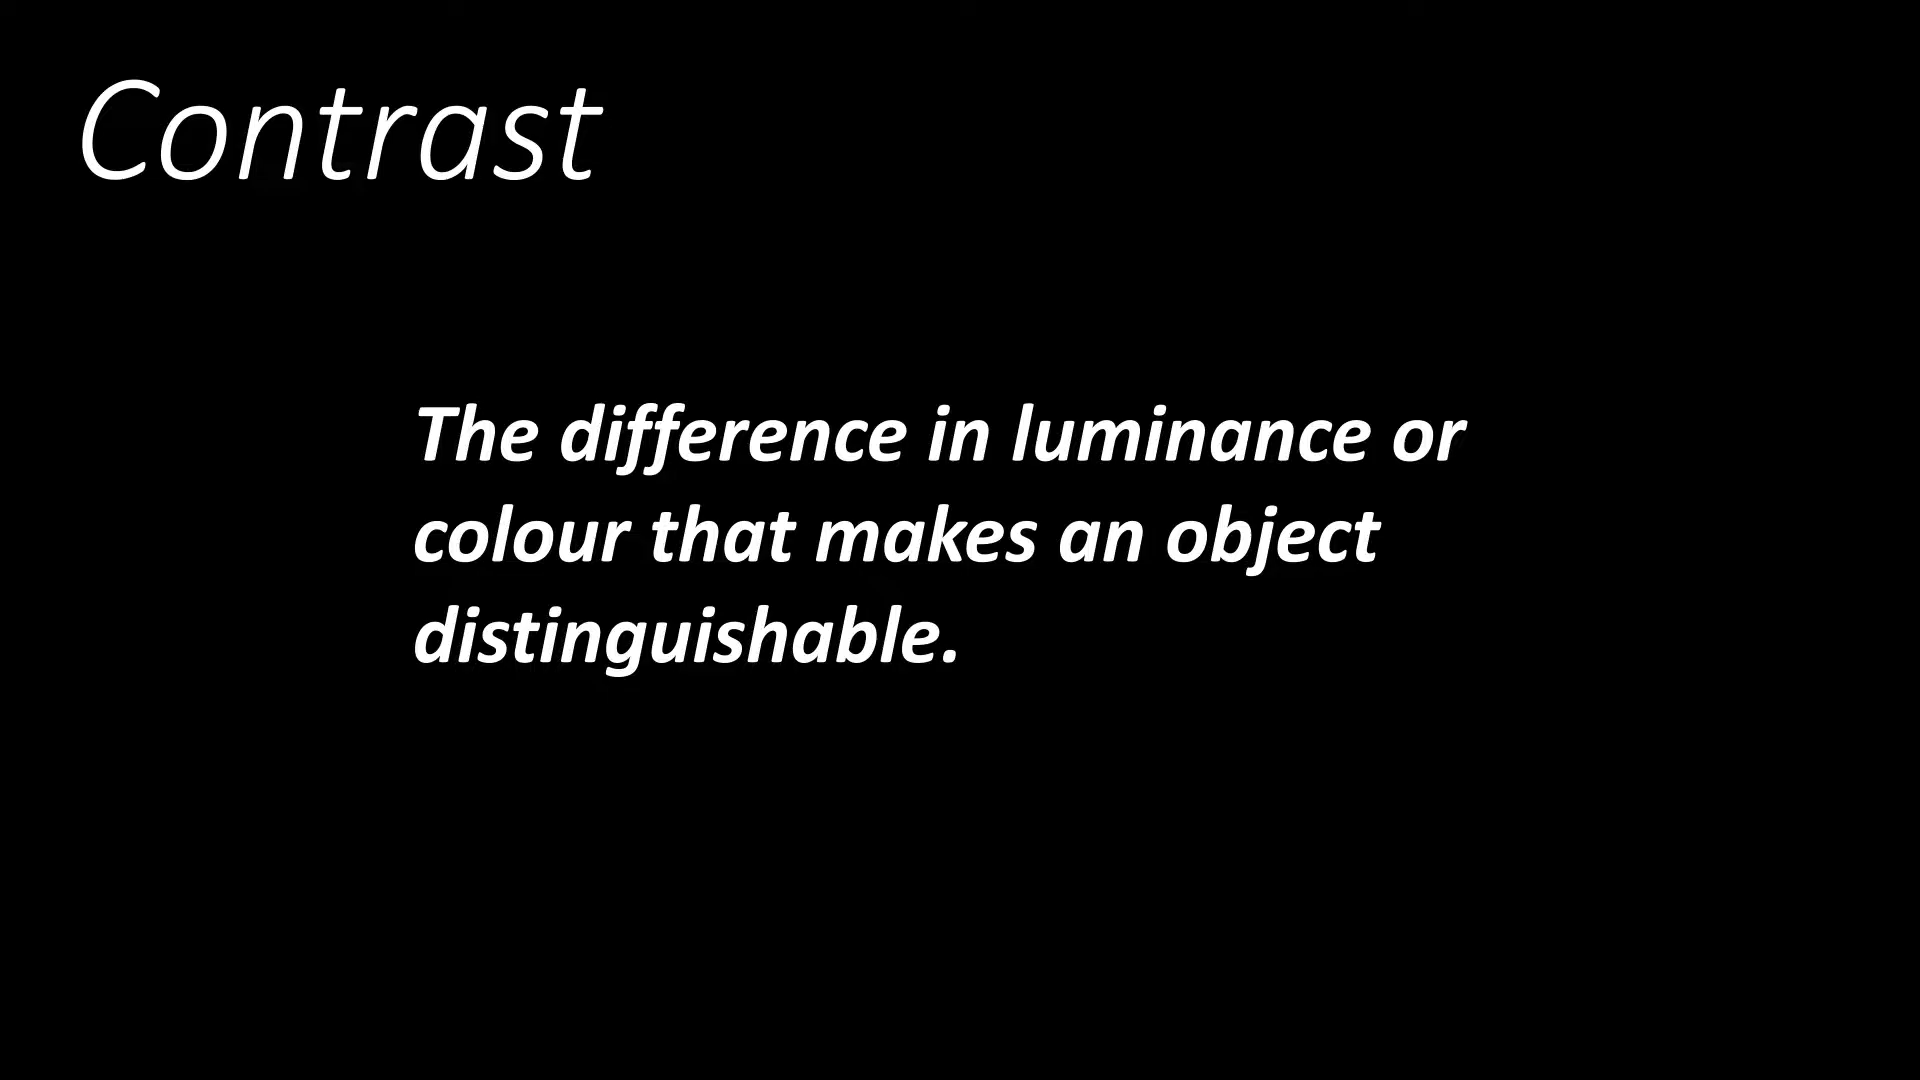 Contrast
The difference in luminance or
colour that makes an object
distinguishable.